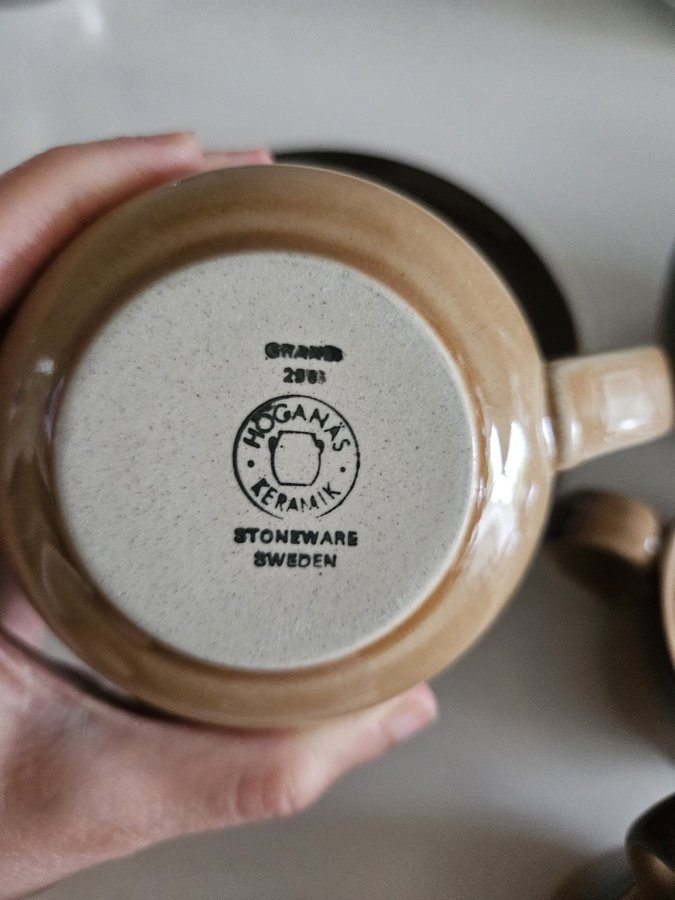 GRAND
HÖGANÄS
KERAMIK
STONEWARE
SWEDEN